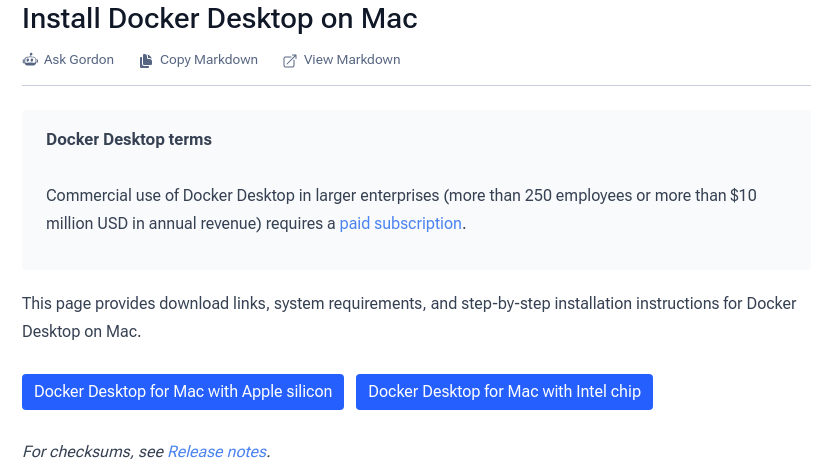 Install Docker Desktop on Mac
Ask Gordon Copy Markdown View Markdown
Docker Desktop terms
Commercial use of Docker Desktop in larger enterprises (more than 250 employees or more than $10
million USD in annual revenue) requires a paid subscription.
This page provides download links, system requirements, and step-by-step installation instructions for Docker
Desktop on Mac.
Docker Desktop for Mac with Apple silicon Docker Desktop for Mac with Intel chip
For checksums, see Release notes.